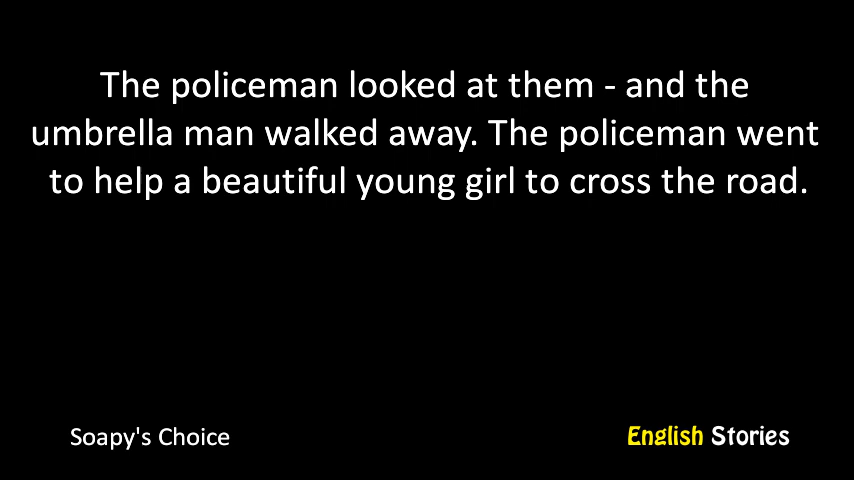 The policeman looked at them - and the
umbrella man walked away. The policeman went
to help a beautiful young girl to cross the road.
Soapy's Choice
English Stories